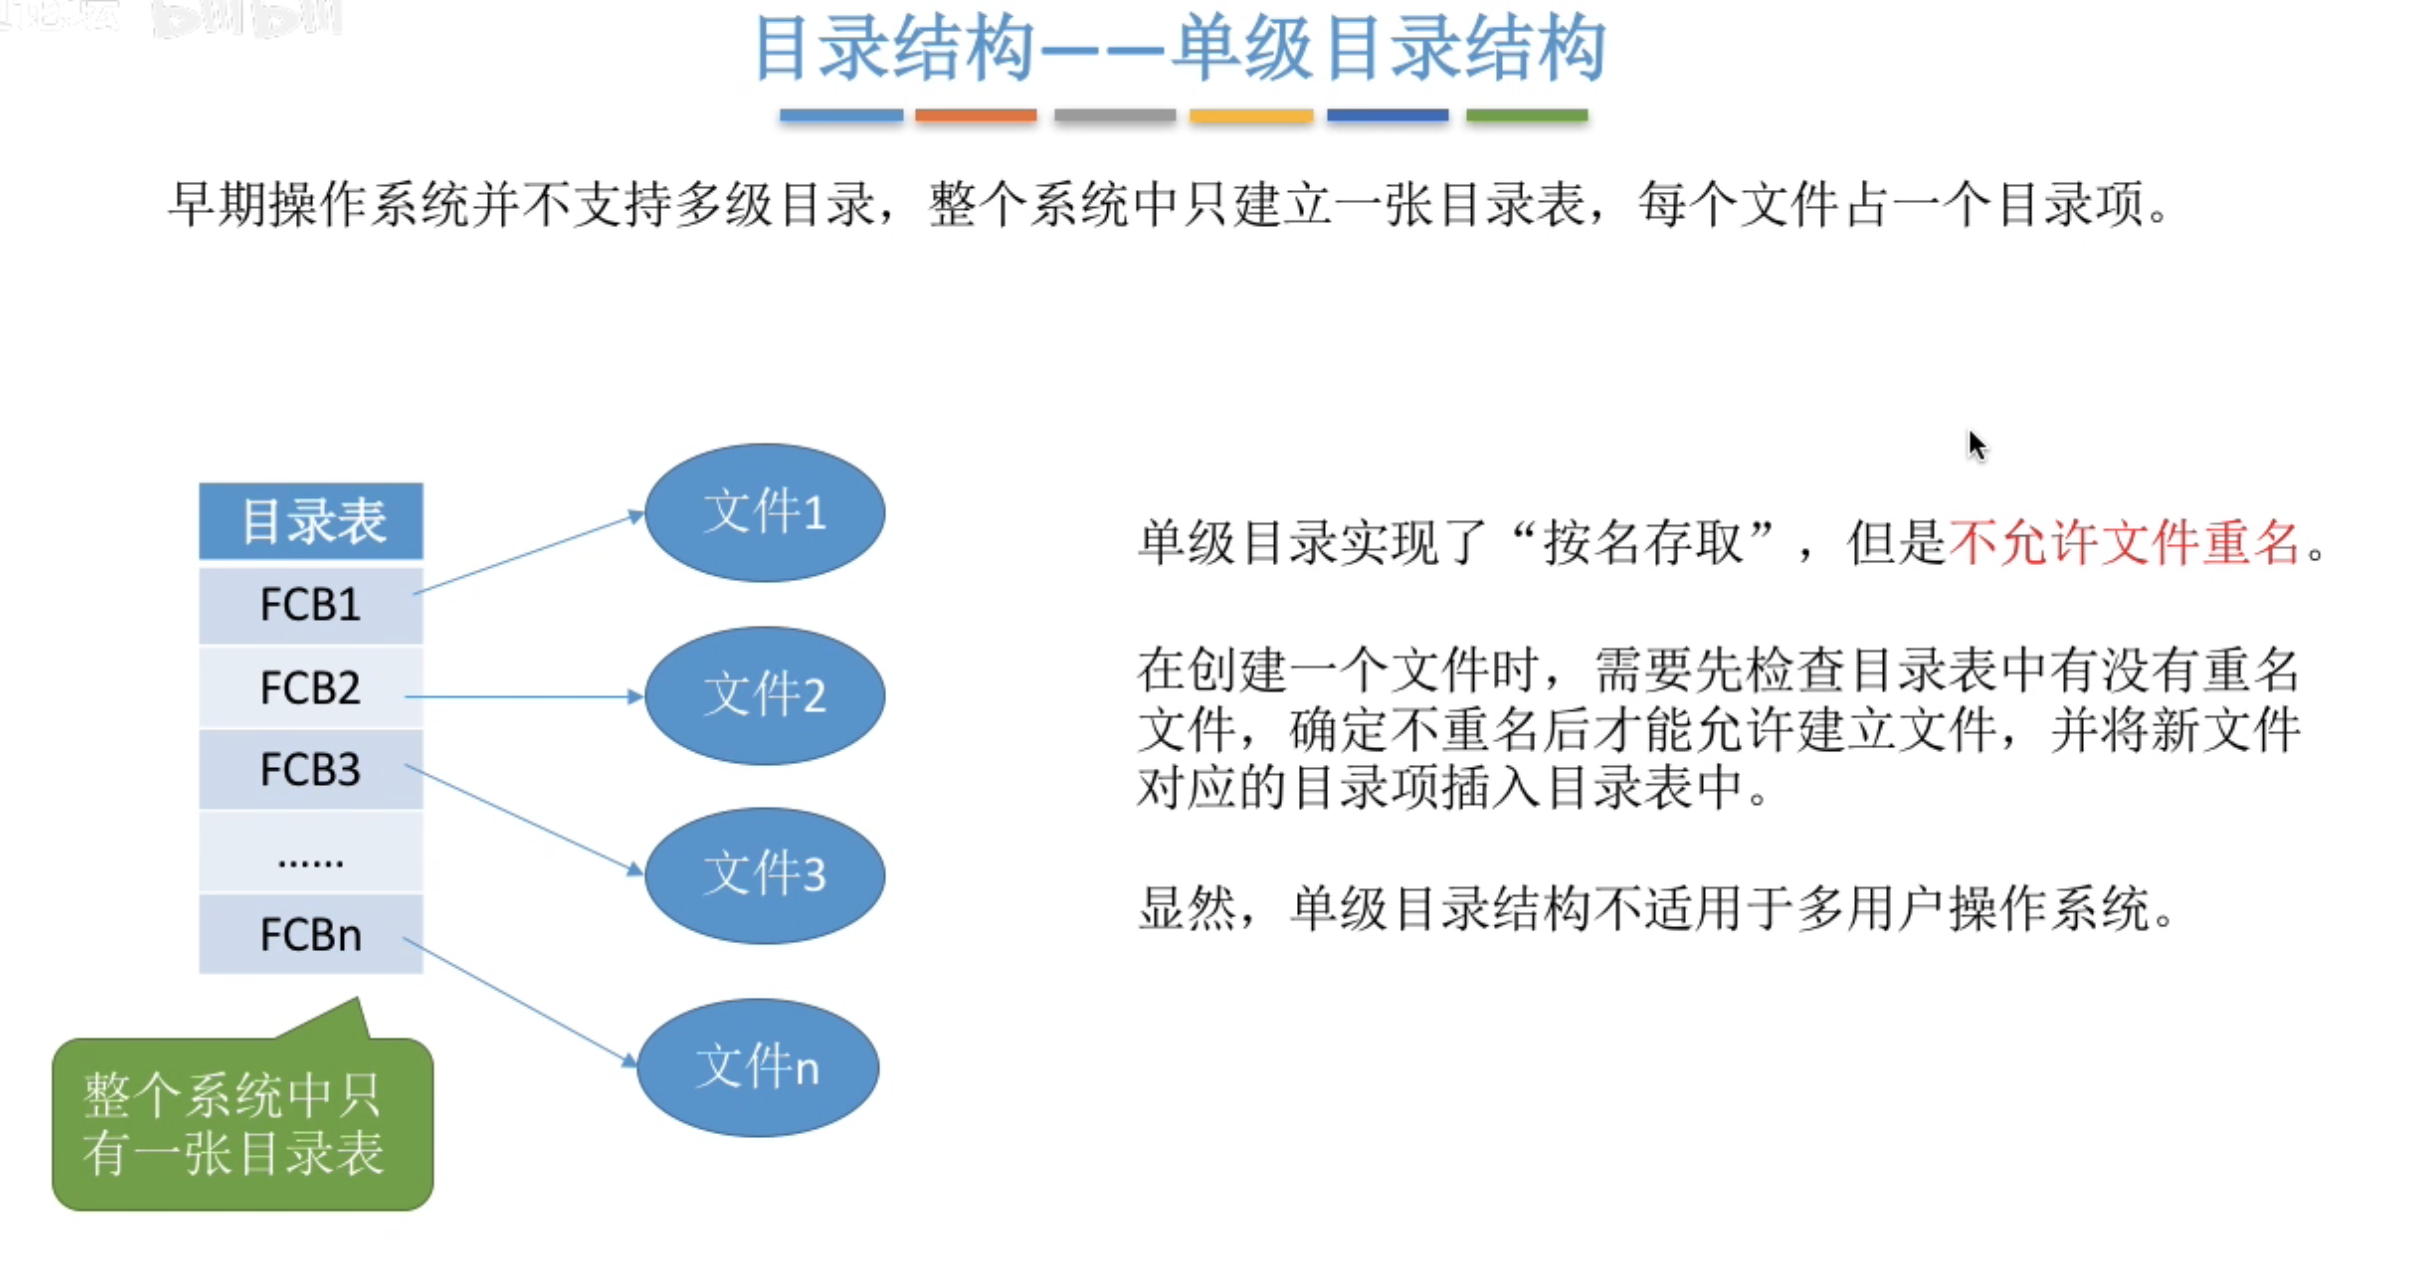 目录结构——单级目录结构
早期操作系统并不支持多级目录，整个系统中只建立一张目录表，每个文件占一个目录项。
目录表
FCB1
FCB2
FCB3
……
FCBn
文件1
文件2
文件3
文件n
整个系统中只
有一张目录表
单级目录实现了“按名存取”，但是不允许文件重名。
在创建一个文件时，需要先检查目录表中有没有重名
文件，确定不重名后才能允许建立文件，并将新文件
对应的目录项插入目录表中。
显然，单级目录结构不适用于多用户操作系统。